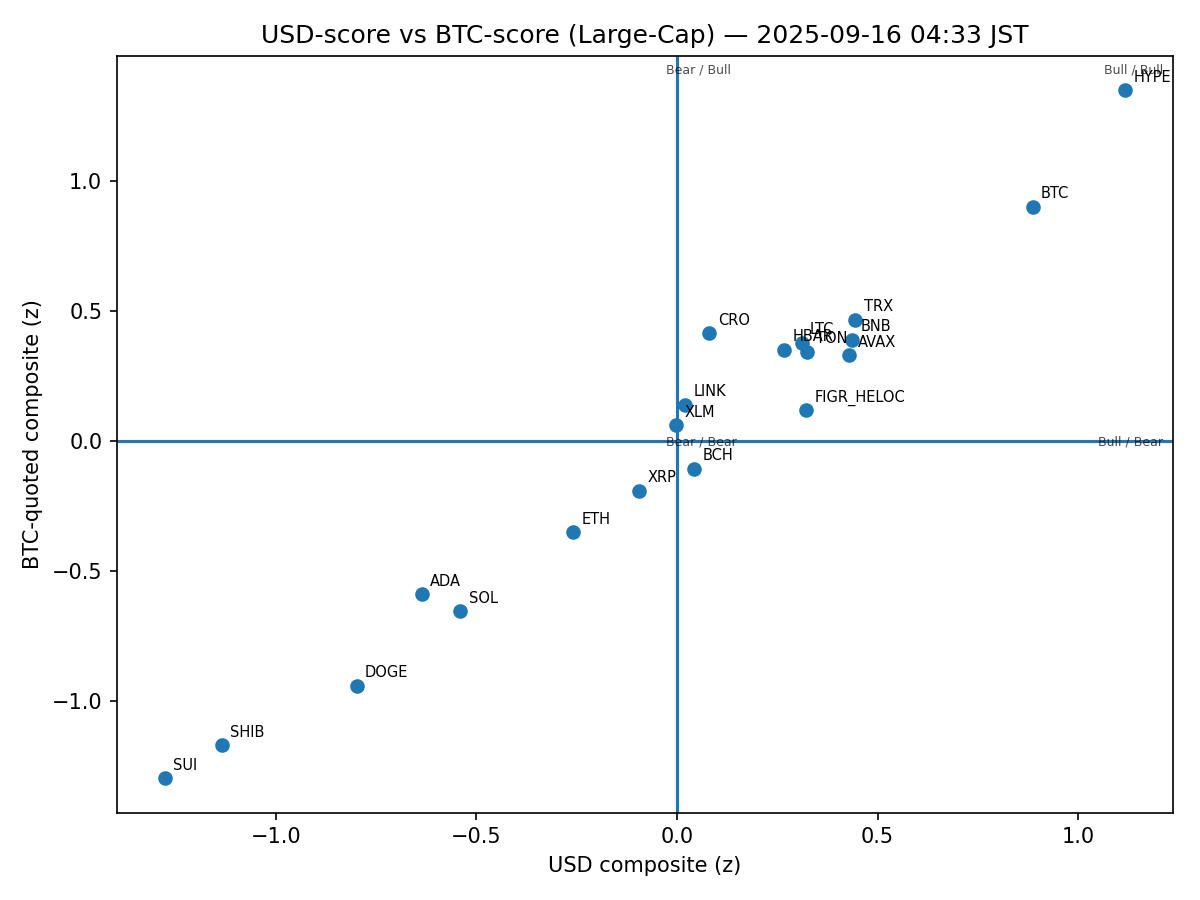 USD-score vs BTC-score (Large-Cap) — 2025-09-16 04:33 JST
Bear / Bull
Bull / Bull
HYPE
BTC
TRX
CRO
BNB
LTC
HBAR
TON
AVAX
LINK
FIGR_HELOC
XLM
Bear / Bear
Bull / Bear
BCH
XRP
ETH
ADA
SOL
DOGE
SHIB
SUI
1.0
0.5
0.0
−0.5
−1.0
BTC-quoted composite (z)
−1.0
−0.5
0.0
0.5
1.0
USD composite (z)